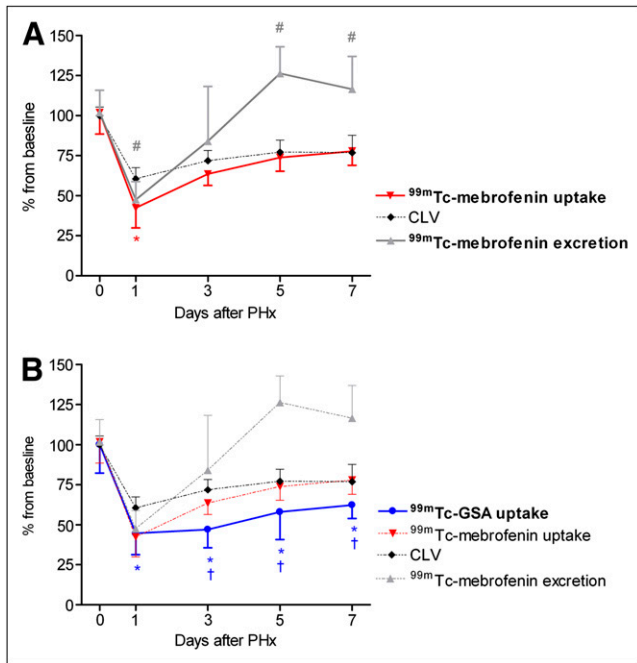 A
150
125
100
75
50
25
0
% from baesline
#
#
#
*
0 1 3 5 7
Days after PHx
99mTc-mebrofenin uptake
CLV
99mTc-mebrofenin excretion
B
150
125
100
75
50
25
0
% from baesline
* * * *
† † †
0 1 3 5 7
Days after PHx
99mTc-GSA uptake
99mTc-mebrofenin uptake
CLV
99mTc-mebrofenin excretion